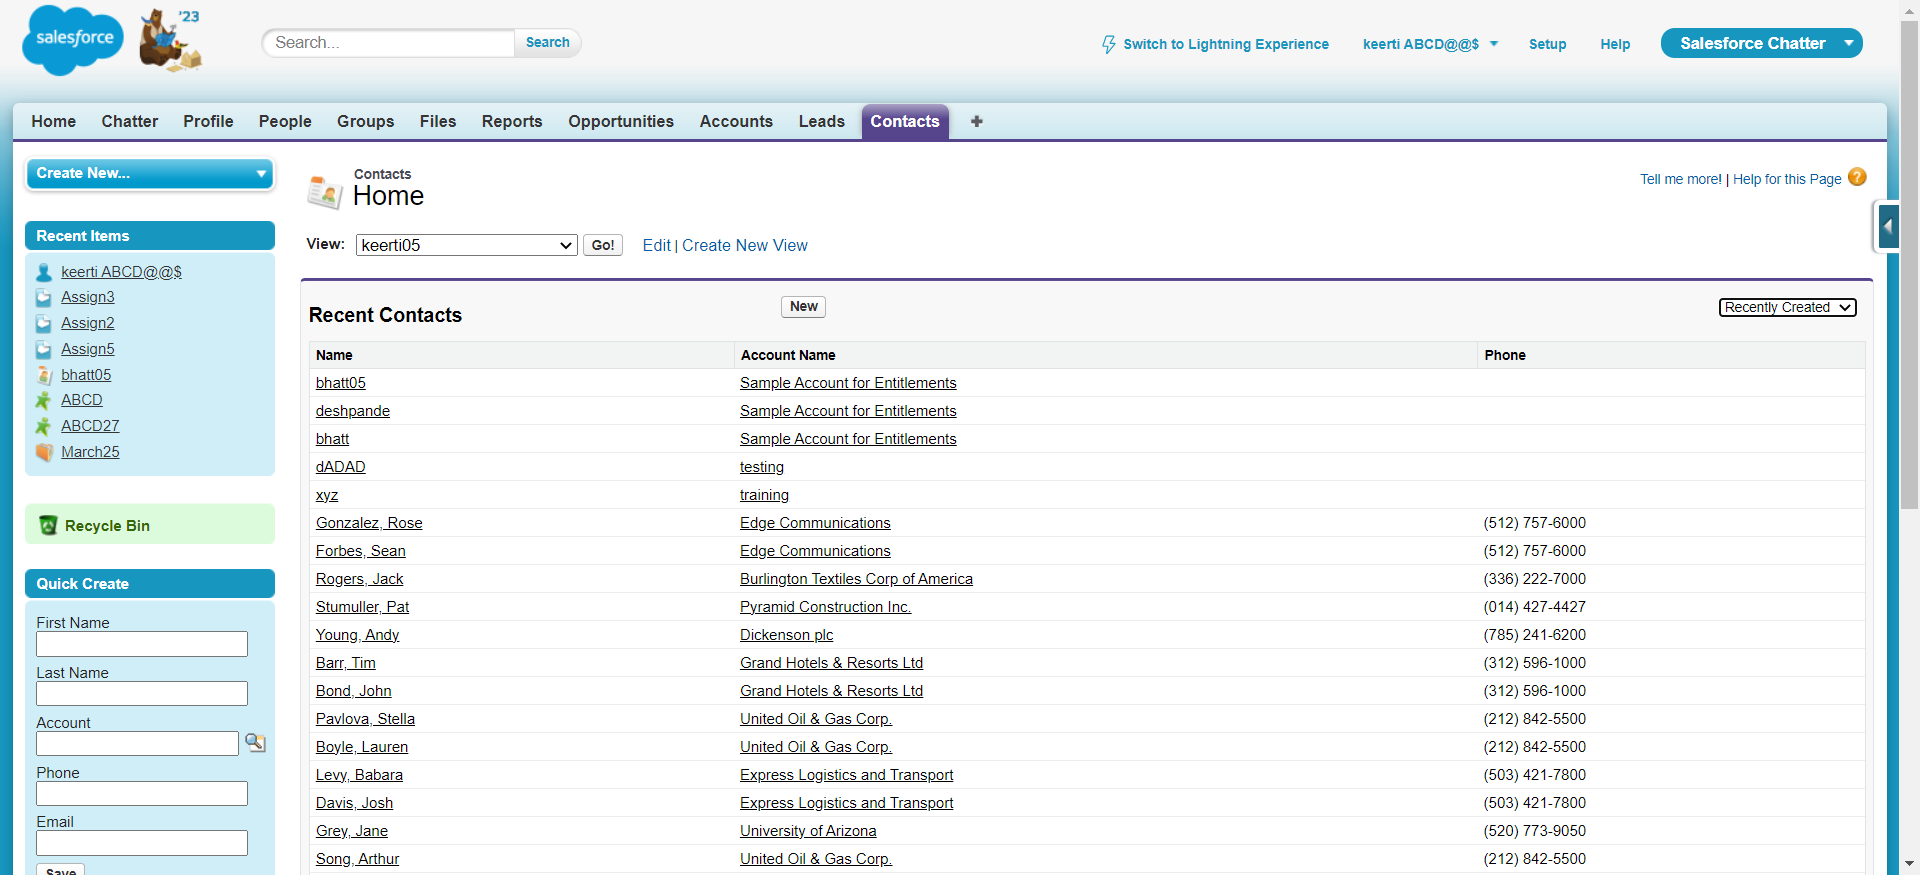 salesforce
'23
Search...
Search
Switch to Lightning Experience
keerti ABCD@@$
Setup
Help
Salesforce Chatter
Home Chatter Profile People Groups Files Reports Opportunities Accounts Leads Contacts +
Create New...
Recent Items
keerti ABCD@@$
Assign3
Assign2
Assign5
bhatt05
ABCD
ABCD27
March25
Recycle Bin
Quick Create
First Name
Last Name
Account
Phone
Email
Save
Contacts
Home
Tell me more! | Help for this Page ?
View: keerti05 Go! Edit | Create New View
Recent Contacts New Recently Created
Name Account Name Phone
bhatt05 Sample Account for Entitlements
deshpande Sample Account for Entitlements
bhatt Sample Account for Entitlements
dADAD testing
xyz training
Gonzalez, Rose Edge Communications (512) 757-6000
Forbes, Sean Edge Communications (512) 757-6000
Rogers, Jack Burlington Textiles Corp of America (336) 222-7000
Stumuller, Pat Pyramid Construction Inc. (014) 427-4427
Young, Andy Dickenson plc (785) 241-6200
Barr, Tim Grand Hotels & Resorts Ltd (312) 596-1000
Bond, John Grand Hotels & Resorts Ltd (312) 596-1000
Pavlova, Stella United Oil & Gas Corp. (212) 842-5500
Boyle, Lauren United Oil & Gas Corp. (212) 842-5500
Levy, Babara Express Logistics and Transport (503) 421-7800
Davis, Josh Express Logistics and Transport (503) 421-7800
Grey, Jane University of Arizona (520) 773-9050
Song, Arthur United Oil & Gas Corp. (212) 842-5500